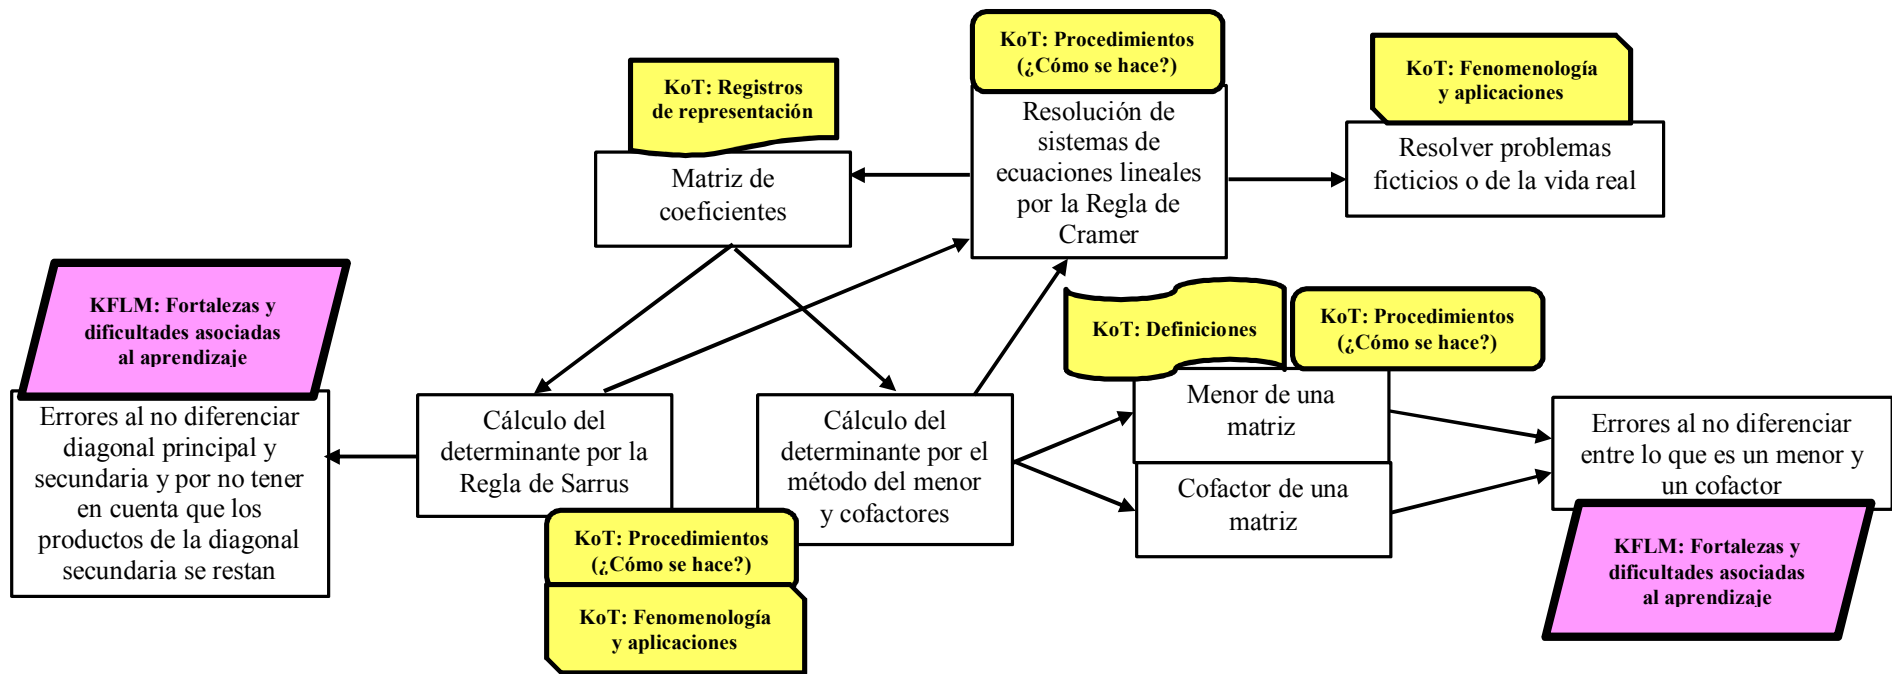 KoT: Procedimientos
(¿Cómo se hace?)
KoT: Fenomenología
y aplicaciones
KoT: Registros
de representación
Resolución de
sistemas de
ecuaciones lineales
por la Regla de
Cramer
Resolver problemas
ficticios o de la vida real
Matriz de
coeficientes
KFLM: Fortalezas y
dificultades asociadas
al aprendizaje
KoT: Definiciones
KoT: Procedimientos
(¿Cómo se hace?)
Errores al no diferenciar
diagonal principal y
secundaria y por no tener
en cuenta que los
productos de la diagonal
secundaria se restan
Cálculo del
determinante por la
Regla de Sarrus
Cálculo del
determinante por el
método del menor
y cofactores
Menor de una
matriz
Cofactor de una
matriz
Errores al no diferenciar
entre lo que es un menor y
un cofactor
KoT: Procedimientos
(¿Cómo se hace?)
KoT: Fenomenología
y aplicaciones
KFLM: Fortalezas y
dificultades asociadas
al aprendizaje